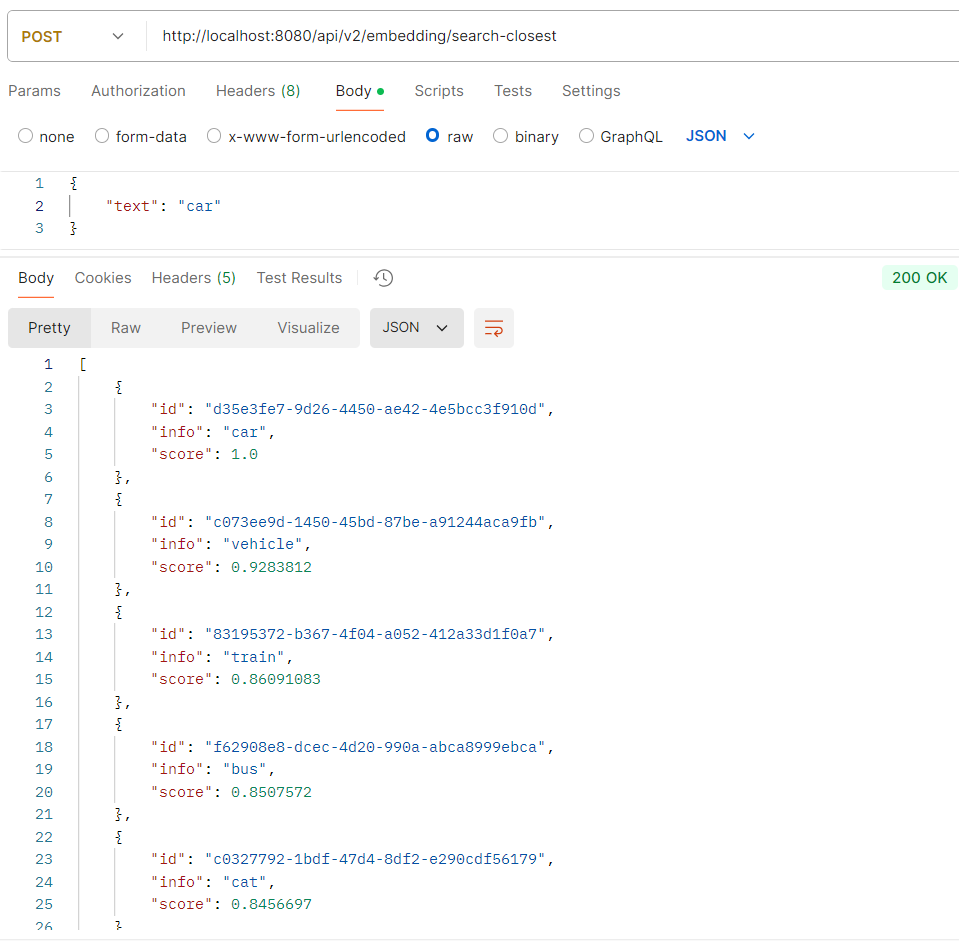 POST http://localhost:8080/api/v2/embedding/search-closest
Params Authorization Headers (8) Body Scripts Tests Settings
none form-data x-www-form-urlencoded raw binary GraphQL JSON
1 {
2 "text": "car"
3 }
Body Cookies Headers (5) Test Results 200 OK
Pretty Raw Preview Visualize JSON
1 [
2 {
3 "id": "d35e3fe7-9d26-4450-ae42-4e5bcc3f910d",
4 "info": "car",
5 "score": 1.0
6 },
7 {
8 "id": "c073ee9d-1450-45bd-87be-a91244aca9fb",
9 "info": "vehicle",
10 "score": 0.9283812
11 },
12 {
13 "id": "83195372-b367-4f04-a052-412a33d1f0a7",
14 "info": "train",
15 "score": 0.86091083
16 },
17 {
18 "id": "f62908e8-dcec-4d20-990a-abca8999ebca",
19 "info": "bus",
20 "score": 0.8507572
21 },
22 {
23 "id": "c0327792-1bdf-47d4-8df2-e290cdf56179",
24 "info": "cat",
25 "score": 0.8456697
26 }